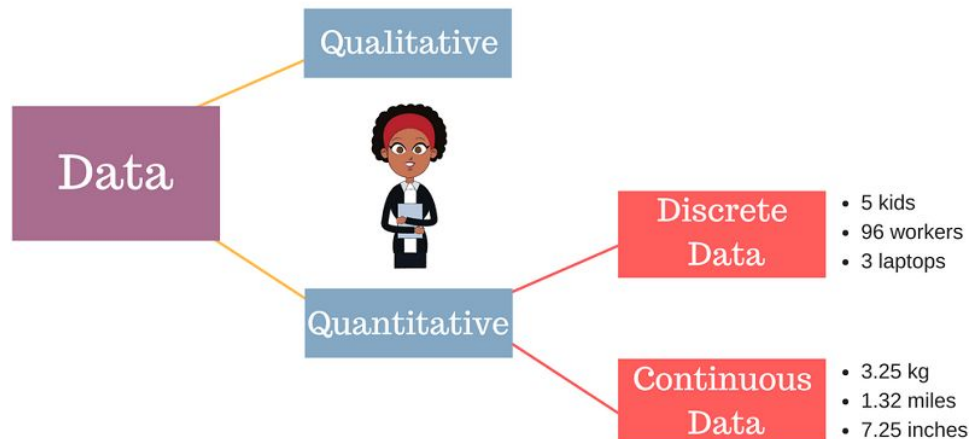 Qualitative
Data
Quantitative
Discrete
Data
• 5 kids
• 96 workers
• 3 laptops
Continuous
Data
• 3.25 kg
• 1.32 miles
• 7.25 inches